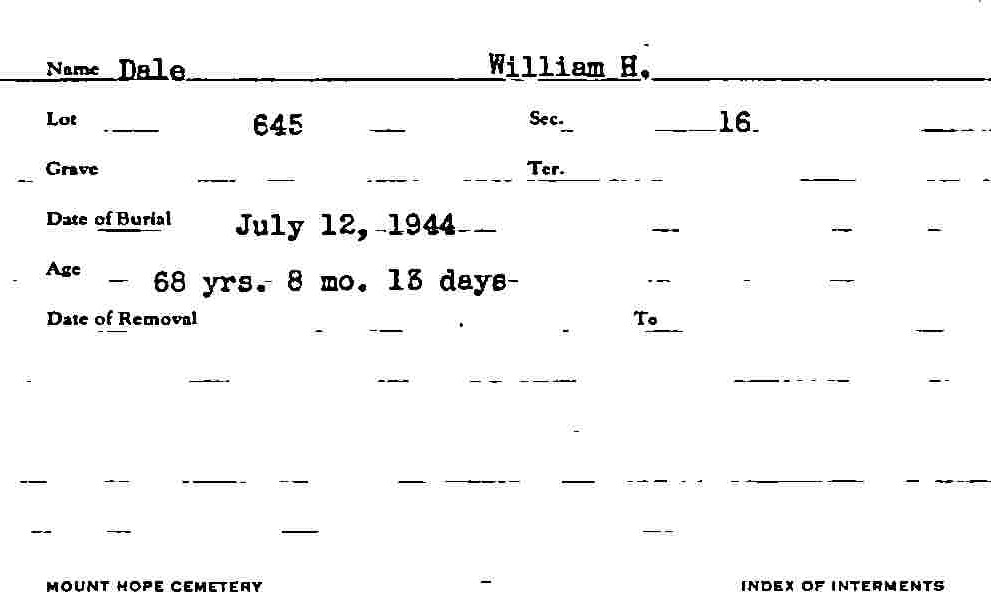 Name Dale William H.
Lot 645 Sec. 16
Grave Ter.
Date of Burial July 12, 1944
Age 68 yrs. 8 mo. 13 days
Date of Removal To
MOUNT HOPE CEMETERY INDEX OF INTERMENTS